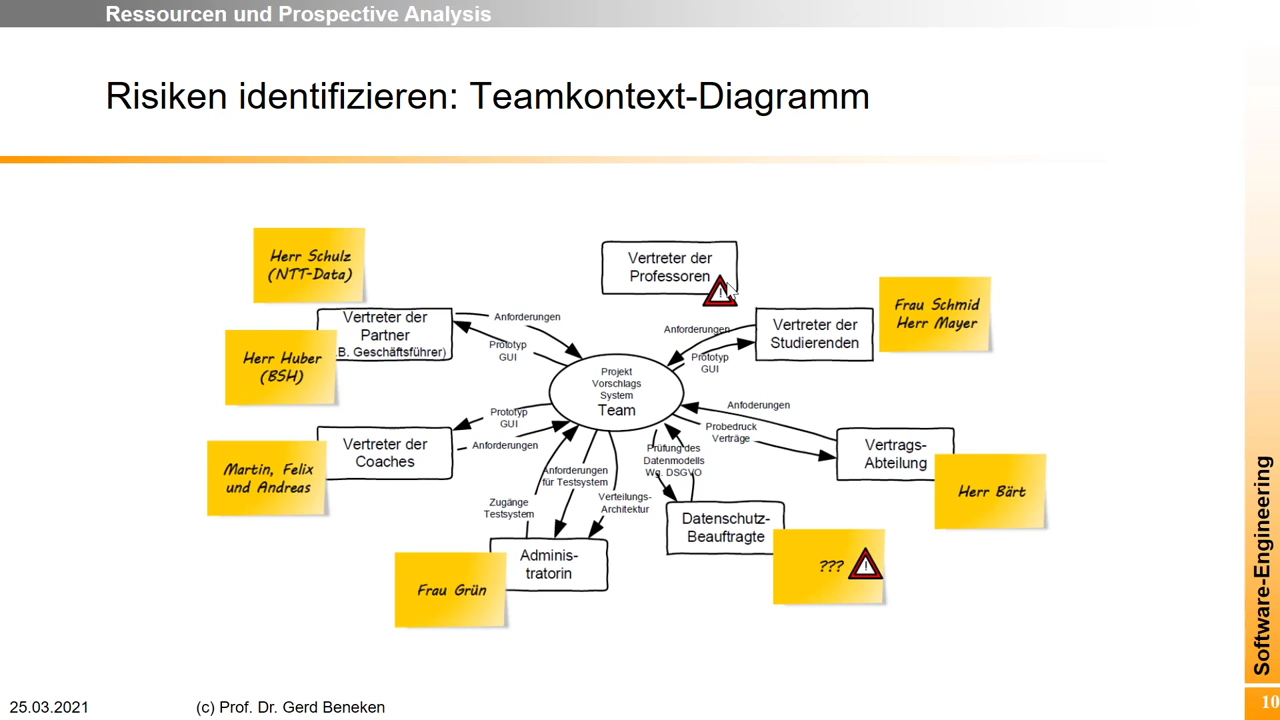 Ressourcen und Prospective Analysis
Risiken identifizieren: Teamkontext-Diagramm
Herr Schulz
(NTT-Data)
Vertreter der
Partner
.B. Geschäftsführer)
Herr Huber
(BSH)
Anforderungen
Prototyp
GUI
Vertreter der
Professoren
Vertreter der
Studierenden
Frau Schmid
Herr Mayer
Anforderungen
Prototyp
GUI
Projekt
Vorschlags
System
Team
Vertreter der
Coaches
Martin, Felix
und Andreas
Prototyp
GUI
Anforderungen
Anfoderungen
Probedruck
Verträge
Vertrags-
Abteilung
Herr Bärt
Prüfung des
Datenmodells
Wg. DSGVO
Datenschutz-
Beauftragte
???
Anforderungen
für Testsystem
Zugänge
Testsystem
Verteilungs-
Architektur
Adminis-
tratorin
Frau Grün
Software-Engineering
25.03.2021
(c) Prof. Dr. Gerd Beneken
10